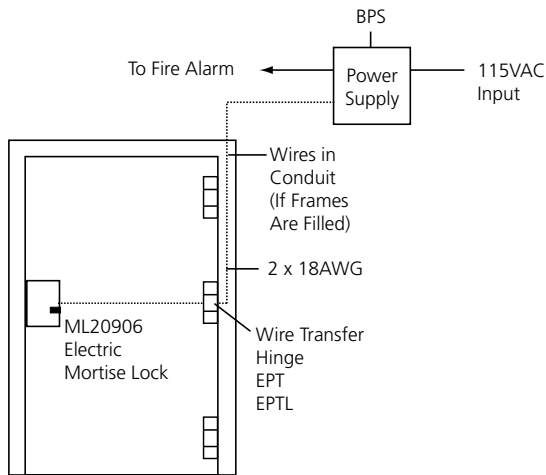 BPS
To Fire Alarm
Power
Supply
115VAC
Input
Wires in
Conduit
(If Frames
Are Filled)
2 x 18AWG
ML20906
Electric
Mortise Lock
Wire Transfer
Hinge
EPT
EPTL